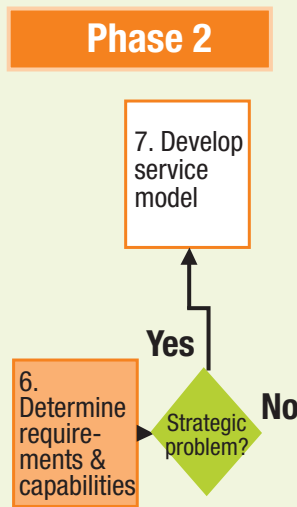 Phase 2
7. Develop
service
model
Yes
6.
Determine
require-
ments &
capabilities
Strategic
problem?
No